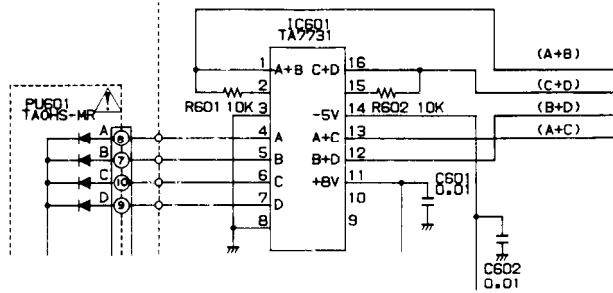 IC601
TA7731
1 A+B C+D 16
2 15
R601 10K
3 -5V 14
R602 10K
4 A A+C 13
5 B B+D 12
6 C +8V 11
7 D 10
8 9
(A+B)
(C+D)
(B+D)
(A+C)
PU601
TAOHS-MR
A 8
B 7
C 10
D 9
C601
0.01
C602
0.01